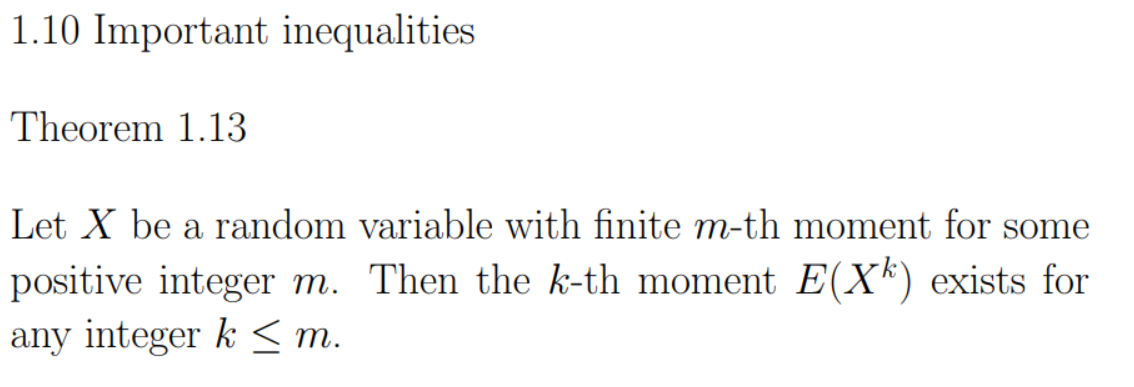 1.10 Important inequalities
Theorem 1.13
Let X be a random variable with finite m-th moment for some
positive integer m. Then the k-th moment E(X^k) exists for
any integer k ≤ m.